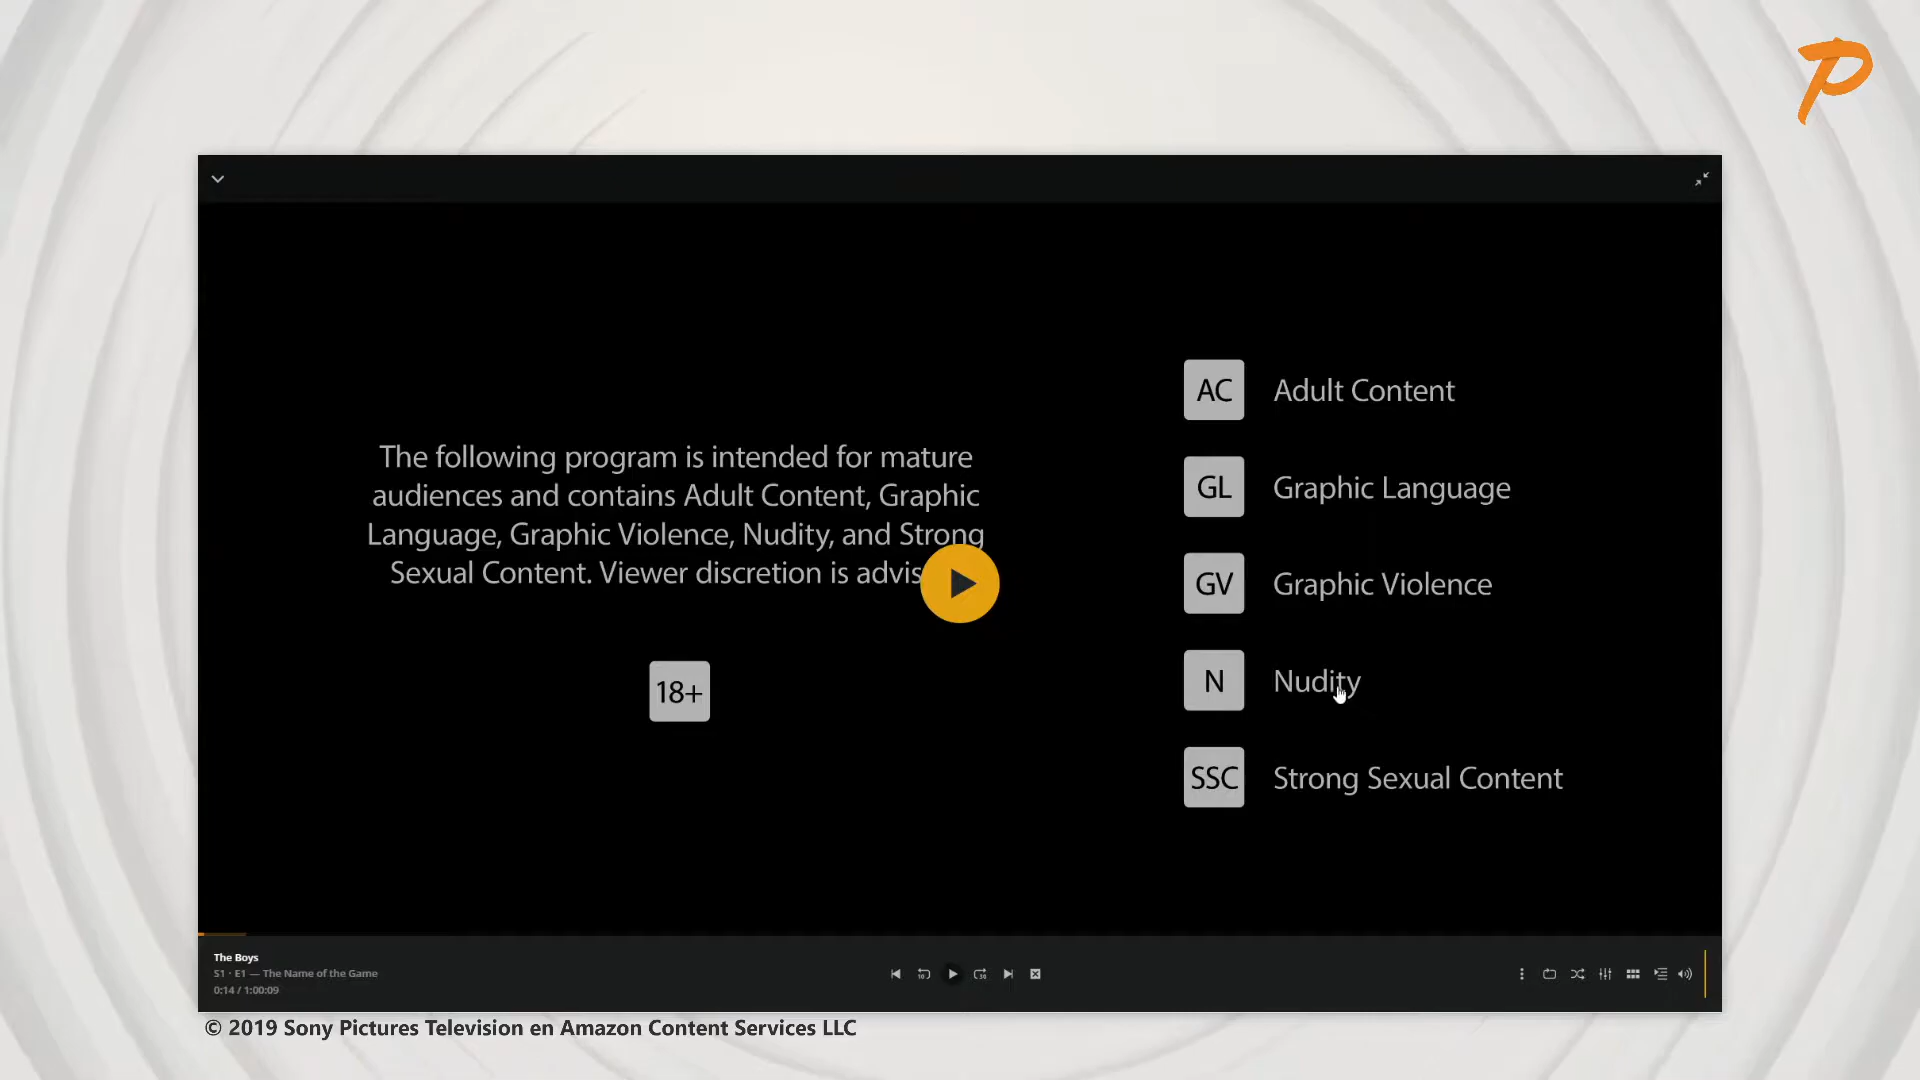 P
The following program is intended for mature
audiences and contains Adult Content, Graphic
Language, Graphic Violence, Nudity, and Strong
Sexual Content. Viewer discretion is advis
18+
AC Adult Content
GL Graphic Language
GV Graphic Violence
N Nudity
SSC Strong Sexual Content
The Boys
S1 · E1 — The Name of the Game
0:14 / 1:00:09
10
30
© 2019 Sony Pictures Television en Amazon Content Services LLC